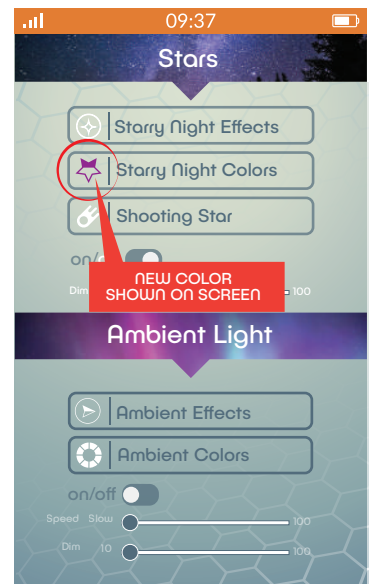 09:37
Stars
Starry Night Effects
Starry Night Colors
Shooting Star
on/
NEW COLOR
SHOWN ON SCREEN
Dim 100
Ambient Light
Ambient Effects
Ambient Colors
on/off
Speed Slow 100
Dim 10 100